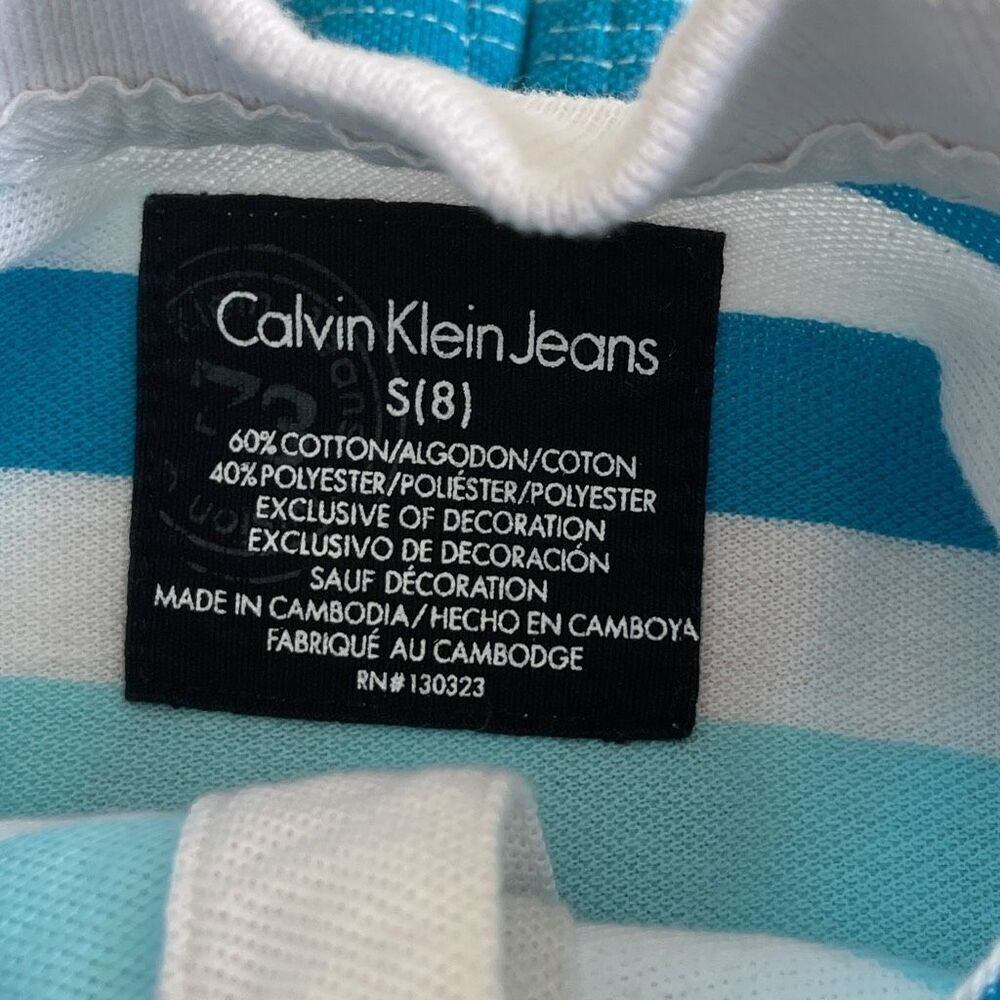 Calvin Klein Jeans
S(8)
60% COTTON/ALGODON/COTON
40% POLYESTER/POLIÉSTER/POLYESTER
EXCLUSIVE OF DECORATION
EXCLUSIVO DE DECORACIÓN
SAUF DÉCORATION
MADE IN CAMBODIA/HECHO EN CAMBOYA
FABRIQUÉ AU CAMBODGE
RN# 130323